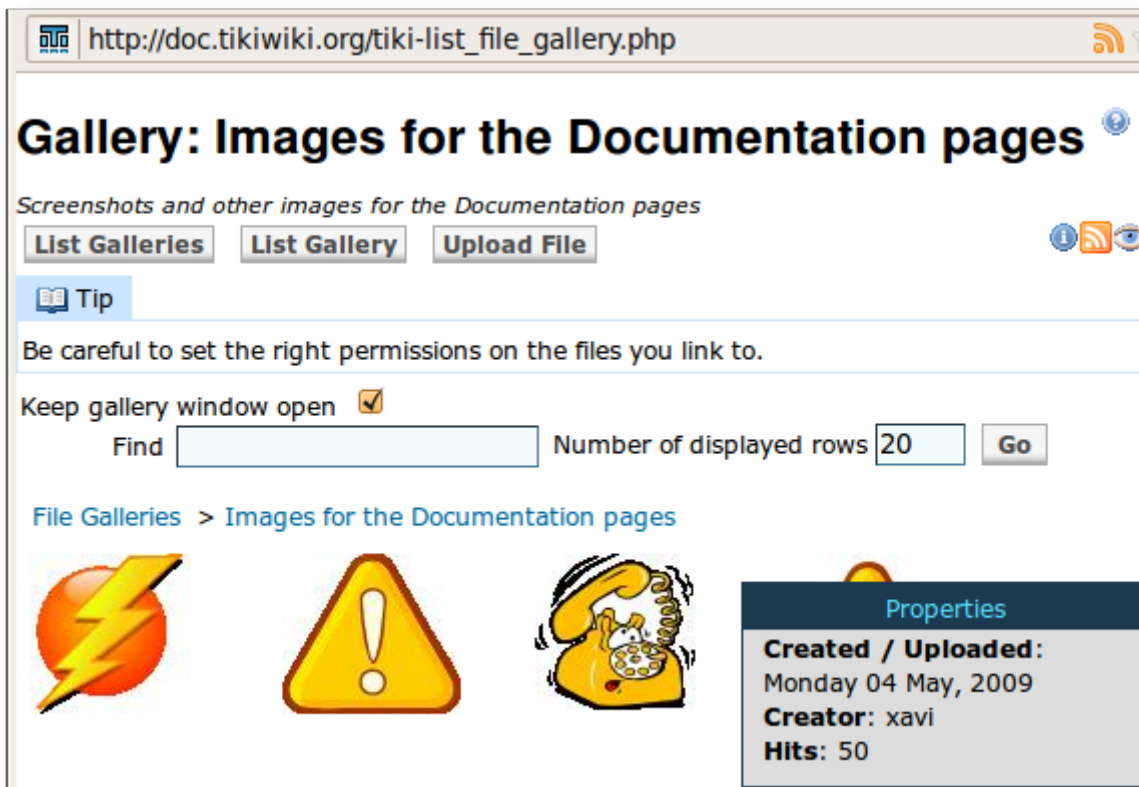 http://doc.tikiwiki.org/tiki-list_file_gallery.php
Gallery: Images for the Documentation pages
Screenshots and other images for the Documentation pages
List Galleries List Gallery Upload File
Tip
Be careful to set the right permissions on the files you link to.
Keep gallery window open
Find Number of displayed rows 20 Go
File Galleries > Images for the Documentation pages
Properties
Created / Uploaded:
Monday 04 May, 2009
Creator: xavi
Hits: 50